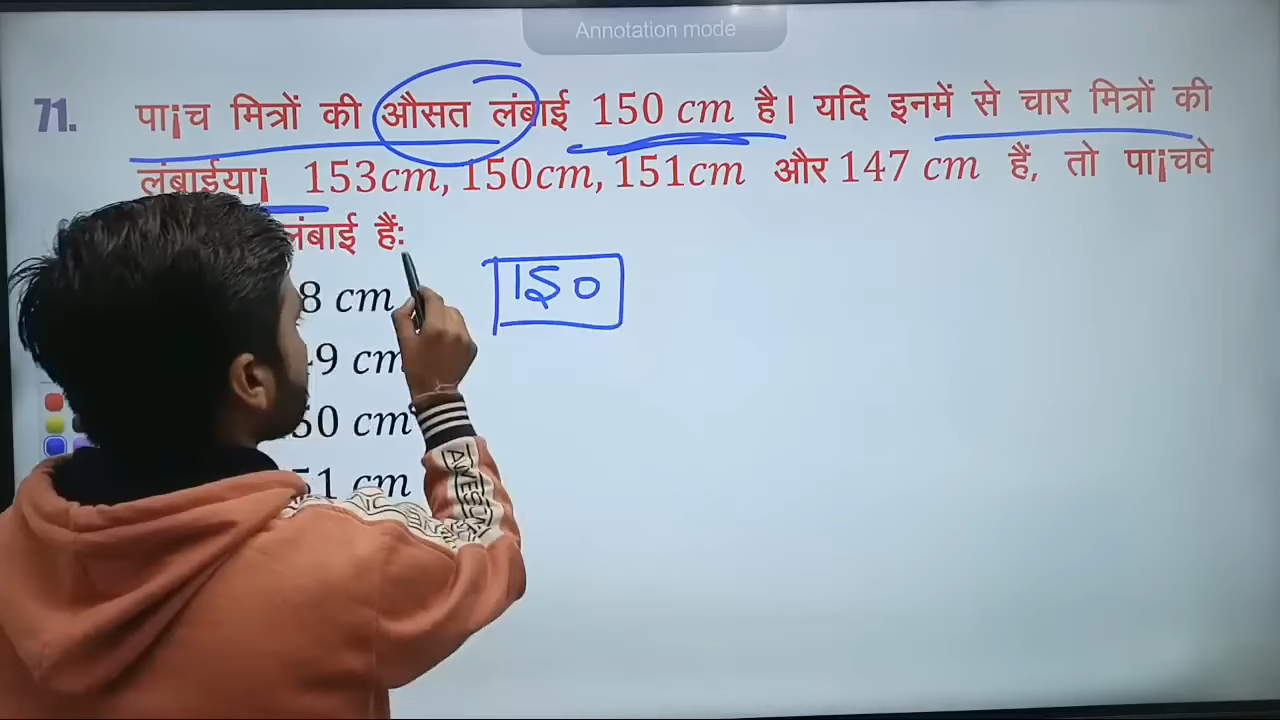 Annotation mode
71. पा¡च मित्रों की औसत लंबाई 150 cm है। यदि इनमें से चार मित्रों की
लंबाईया¡ 153cm, 150cm, 151cm और 147 cm हैं, तो पा¡चवे
लंबाई हैं:
150
8 cm
9 cm
50 cm
51 cm
AWESOM